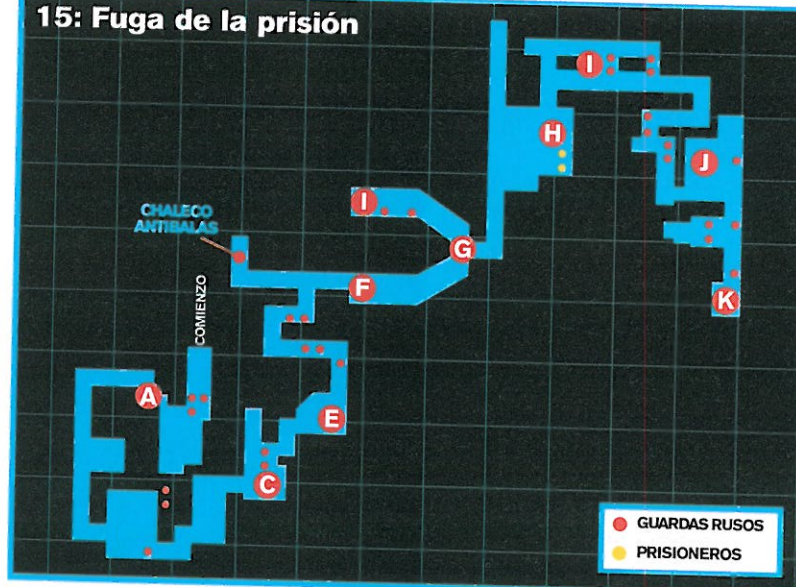 15: Fuga de la prisión
I
H
J
I
CHALECO
ANTIBALAS
G
F
K
COMIENZO
A
E
C
GUARDAS RUSOS
PRISIONEROS